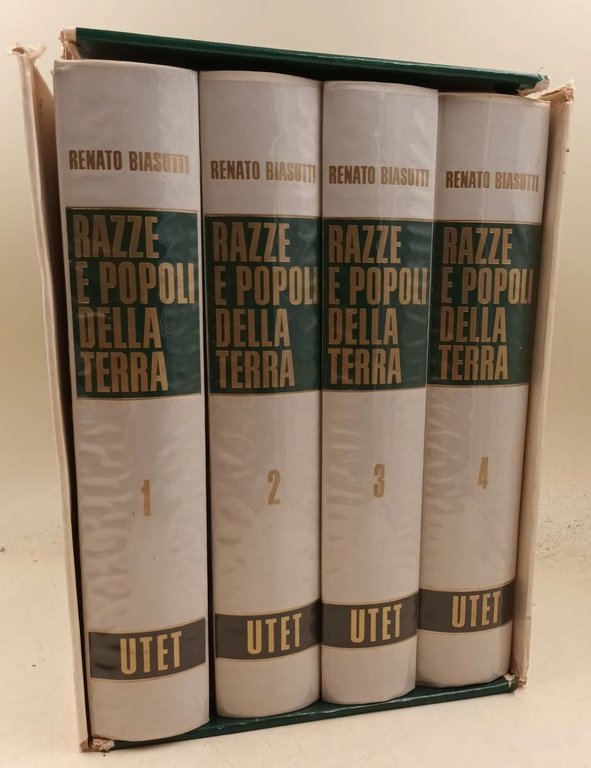 RENATO BIASUTTI
RAZZE
E POPOLI
DELLA
TERRA
1
UTET
RENATO BIASUTTI
RAZZE
E POPOLI
DELLA
TERRA
2
UTET
RENATO BIASUTTI
RAZZE
E POPOLI
DELLA
TERRA
3
UTET
RENATO BIASUTTI
RAZZE
E POPOLI
DELLA
TERRA
4
UTET